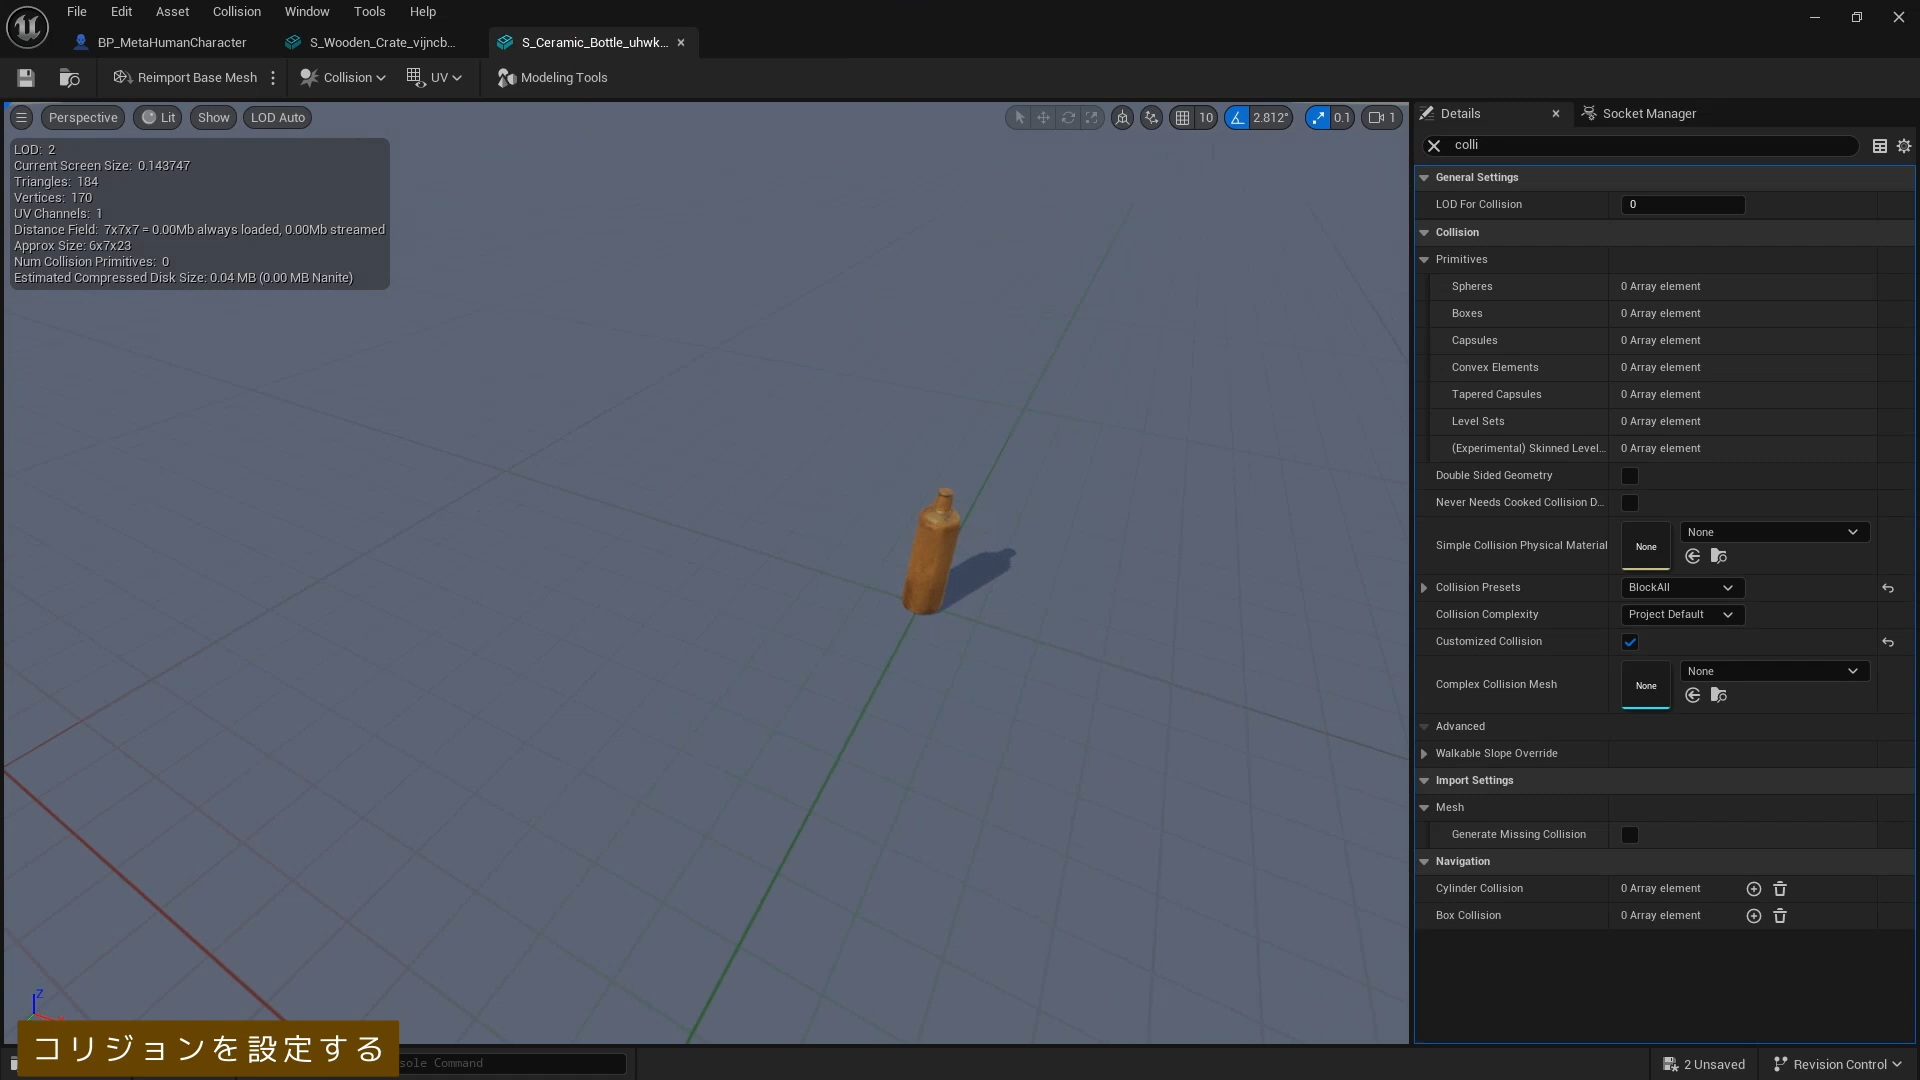 File Edit Asset Collision Window Tools Help
BP_MetaHumanCharacter S_Wooden_Crate_vijncb... S_Ceramic_Bottle_uhwk...
Reimport Base Mesh Collision UV Modeling Tools
Perspective Lit Show LOD Auto 10 2.812° 0.1 1
LOD: 2
Current Screen Size: 0.143747
Triangles: 184
Vertices: 170
UV Channels: 1
Distance Field: 7x7x7 = 0.00Mb always loaded, 0.00Mb streamed
Approx Size: 6x7x23
Num Collision Primitives: 0
Estimated Compressed Disk Size: 0.04 MB (0.00 MB Nanite)
Details Socket Manager
colli
General Settings
LOD For Collision 0
Collision
Primitives
Spheres 0 Array element
Boxes 0 Array element
Capsules 0 Array element
Convex Elements 0 Array element
Tapered Capsules 0 Array element
Level Sets 0 Array element
(Experimental) Skinned Level... 0 Array element
Double Sided Geometry
Never Needs Cooked Collision D...
Simple Collision Physical Material None None
Collision Presets BlockAll
Collision Complexity Project Default
Customized Collision
Complex Collision Mesh None None
Advanced
Walkable Slope Override
Import Settings
Mesh
Generate Missing Collision
Navigation
Cylinder Collision 0 Array element
Box Collision 0 Array element
Z
コリジョンを設定する
sole Command
2 Unsaved Revision Control